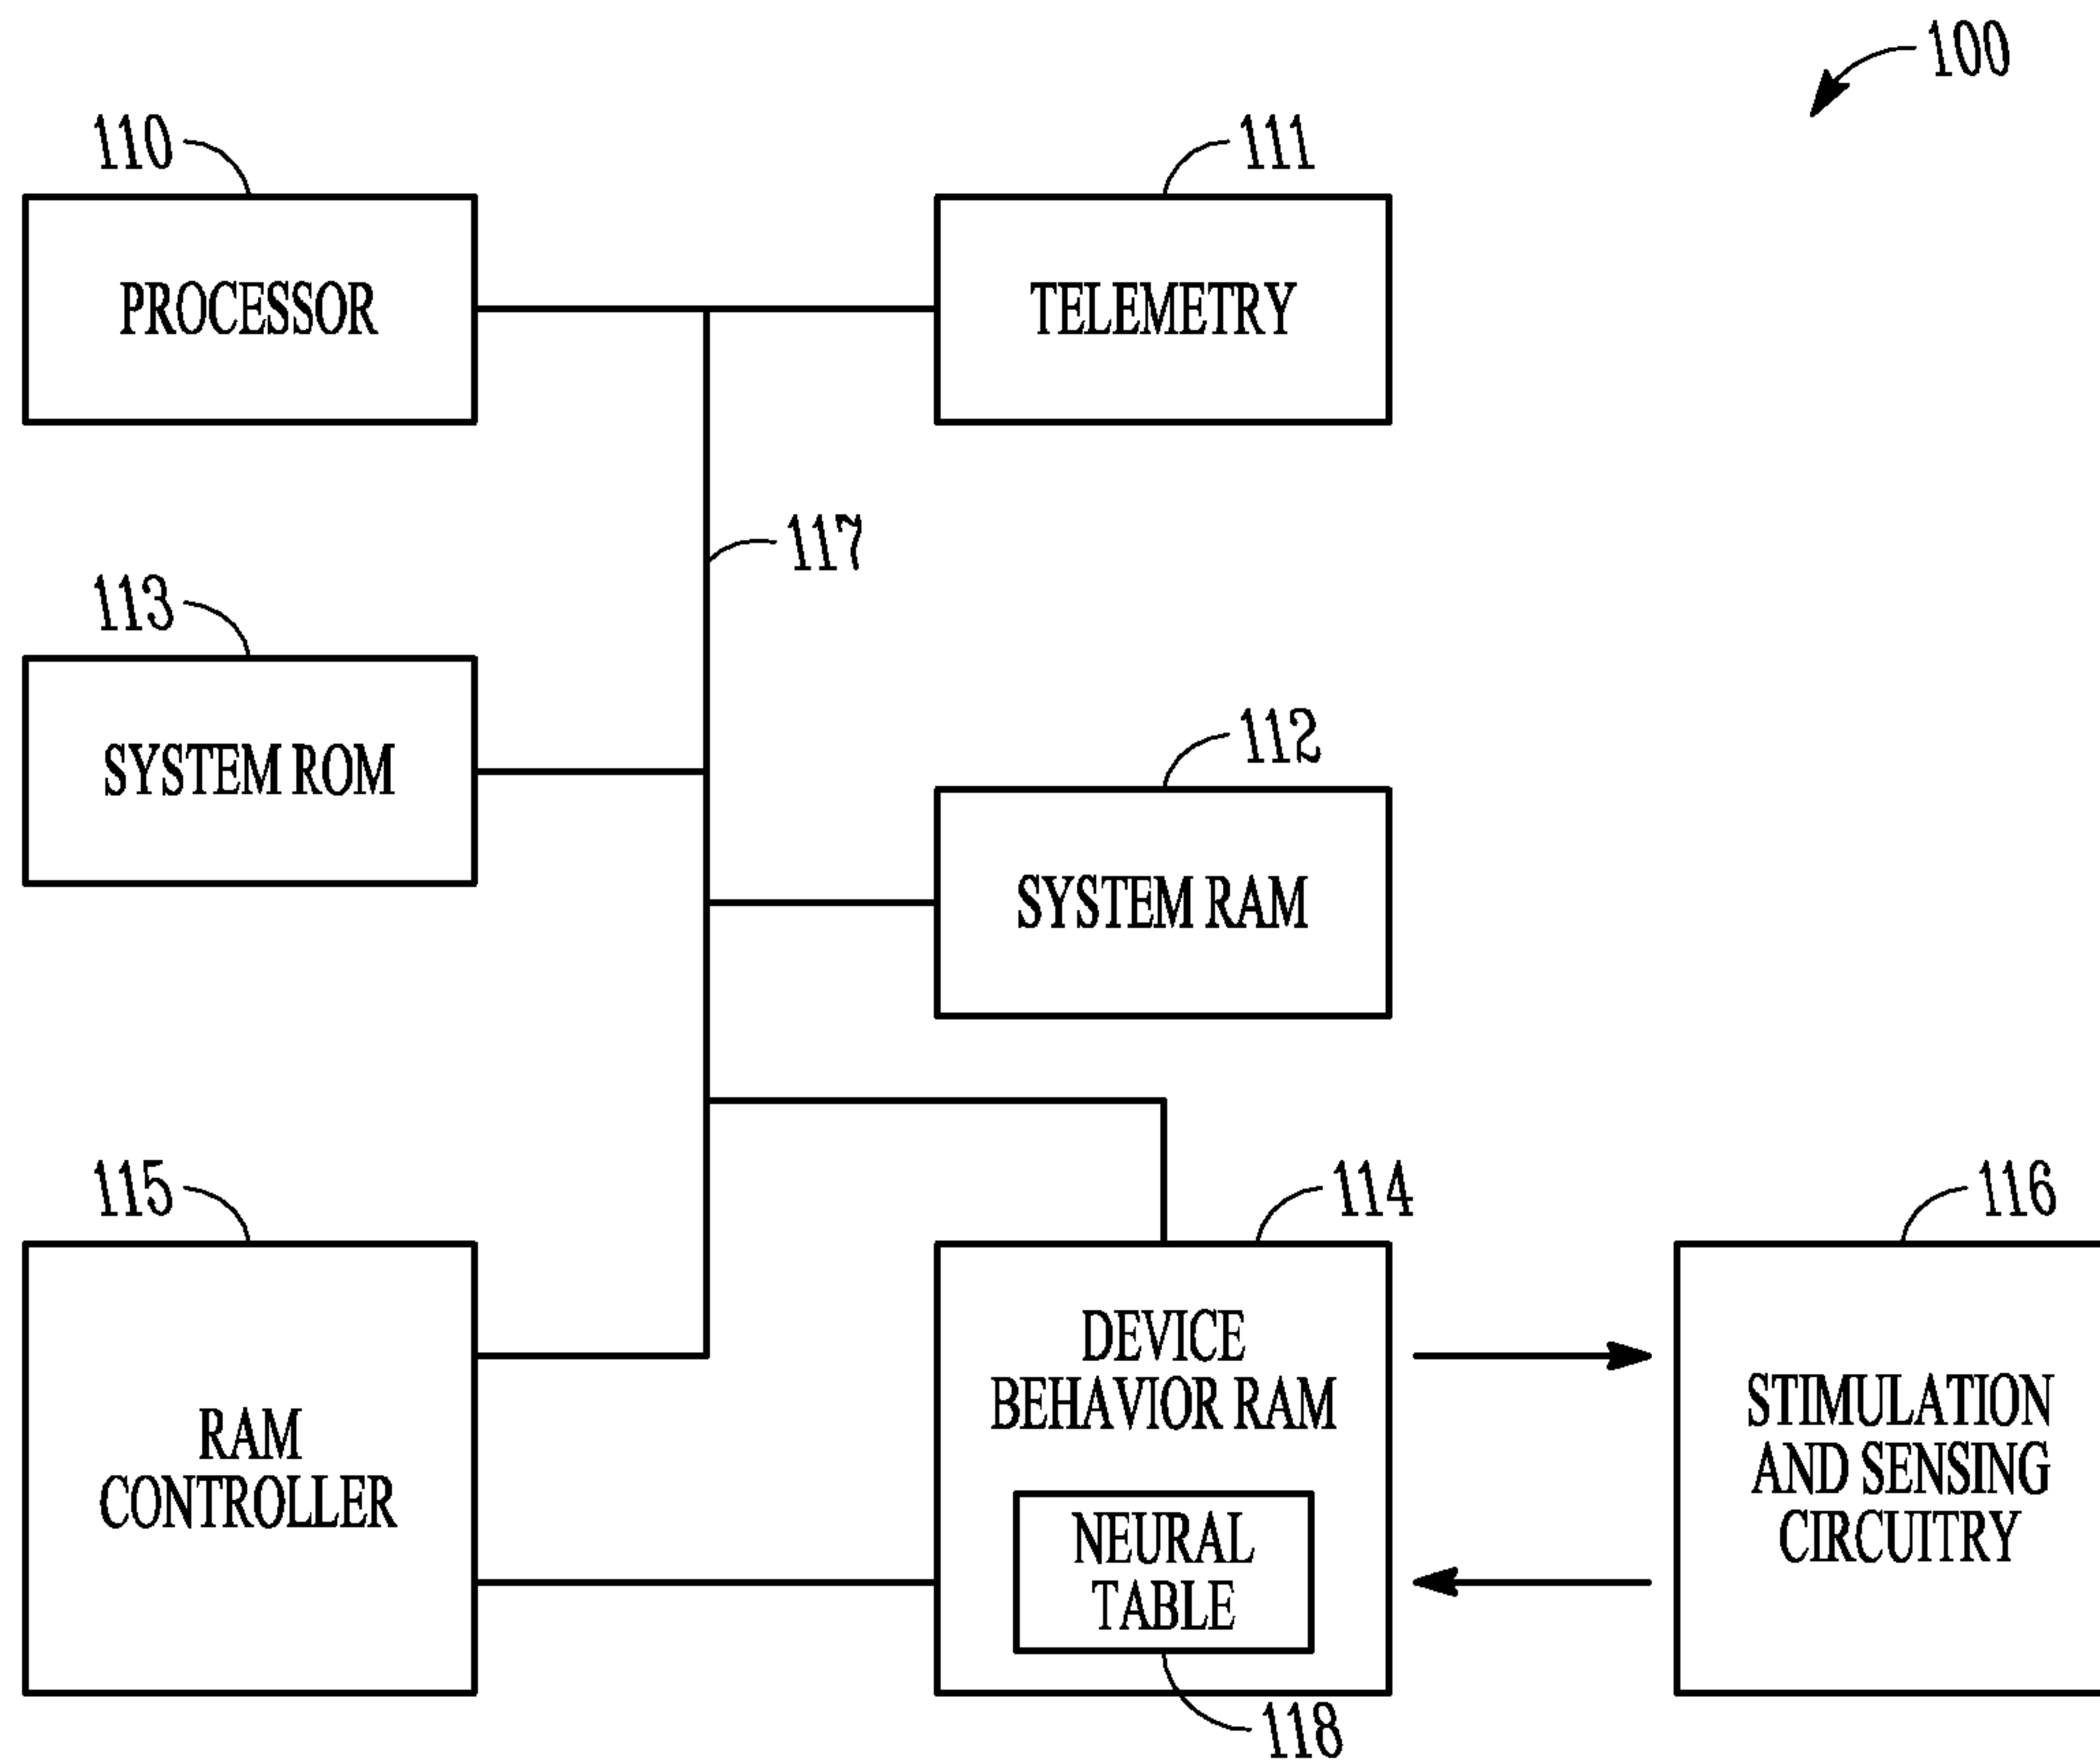 100
110
111
PROCESSOR
TELEMETRY
117
113
112
SYSTEM ROM
SYSTEM RAM
115
114
116
DEVICE
BEHAVIOR RAM
RAM
CONTROLLER
STIMULATION
AND SENSING
CIRCUITRY
NEURAL
TABLE
118